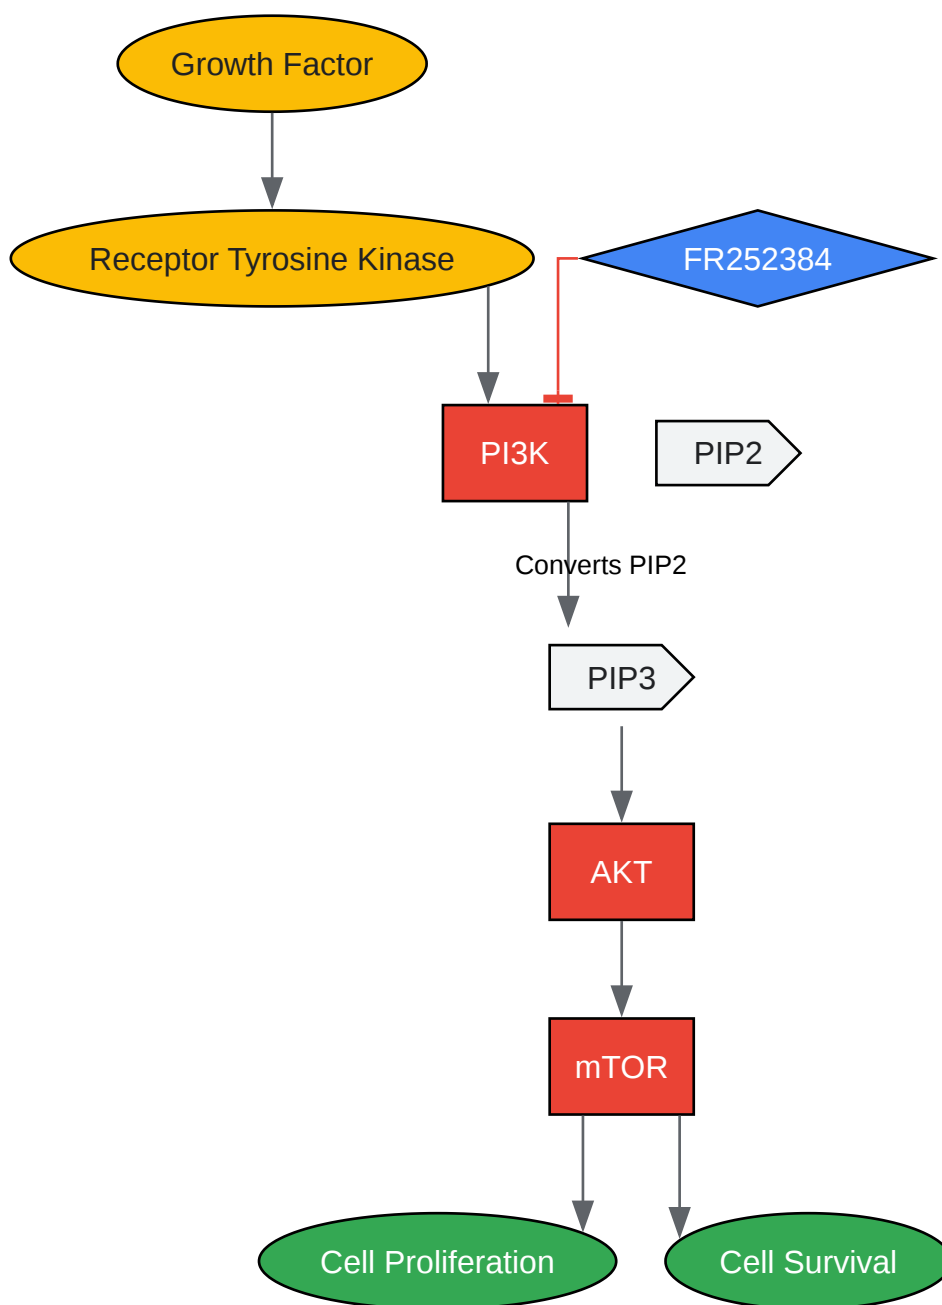 Growth Factor
Receptor Tyrosine Kinase
FR252384
PI3K
PIP2
Converts PIP2
PIP3
AKT
mTOR
Cell Proliferation
Cell Survival